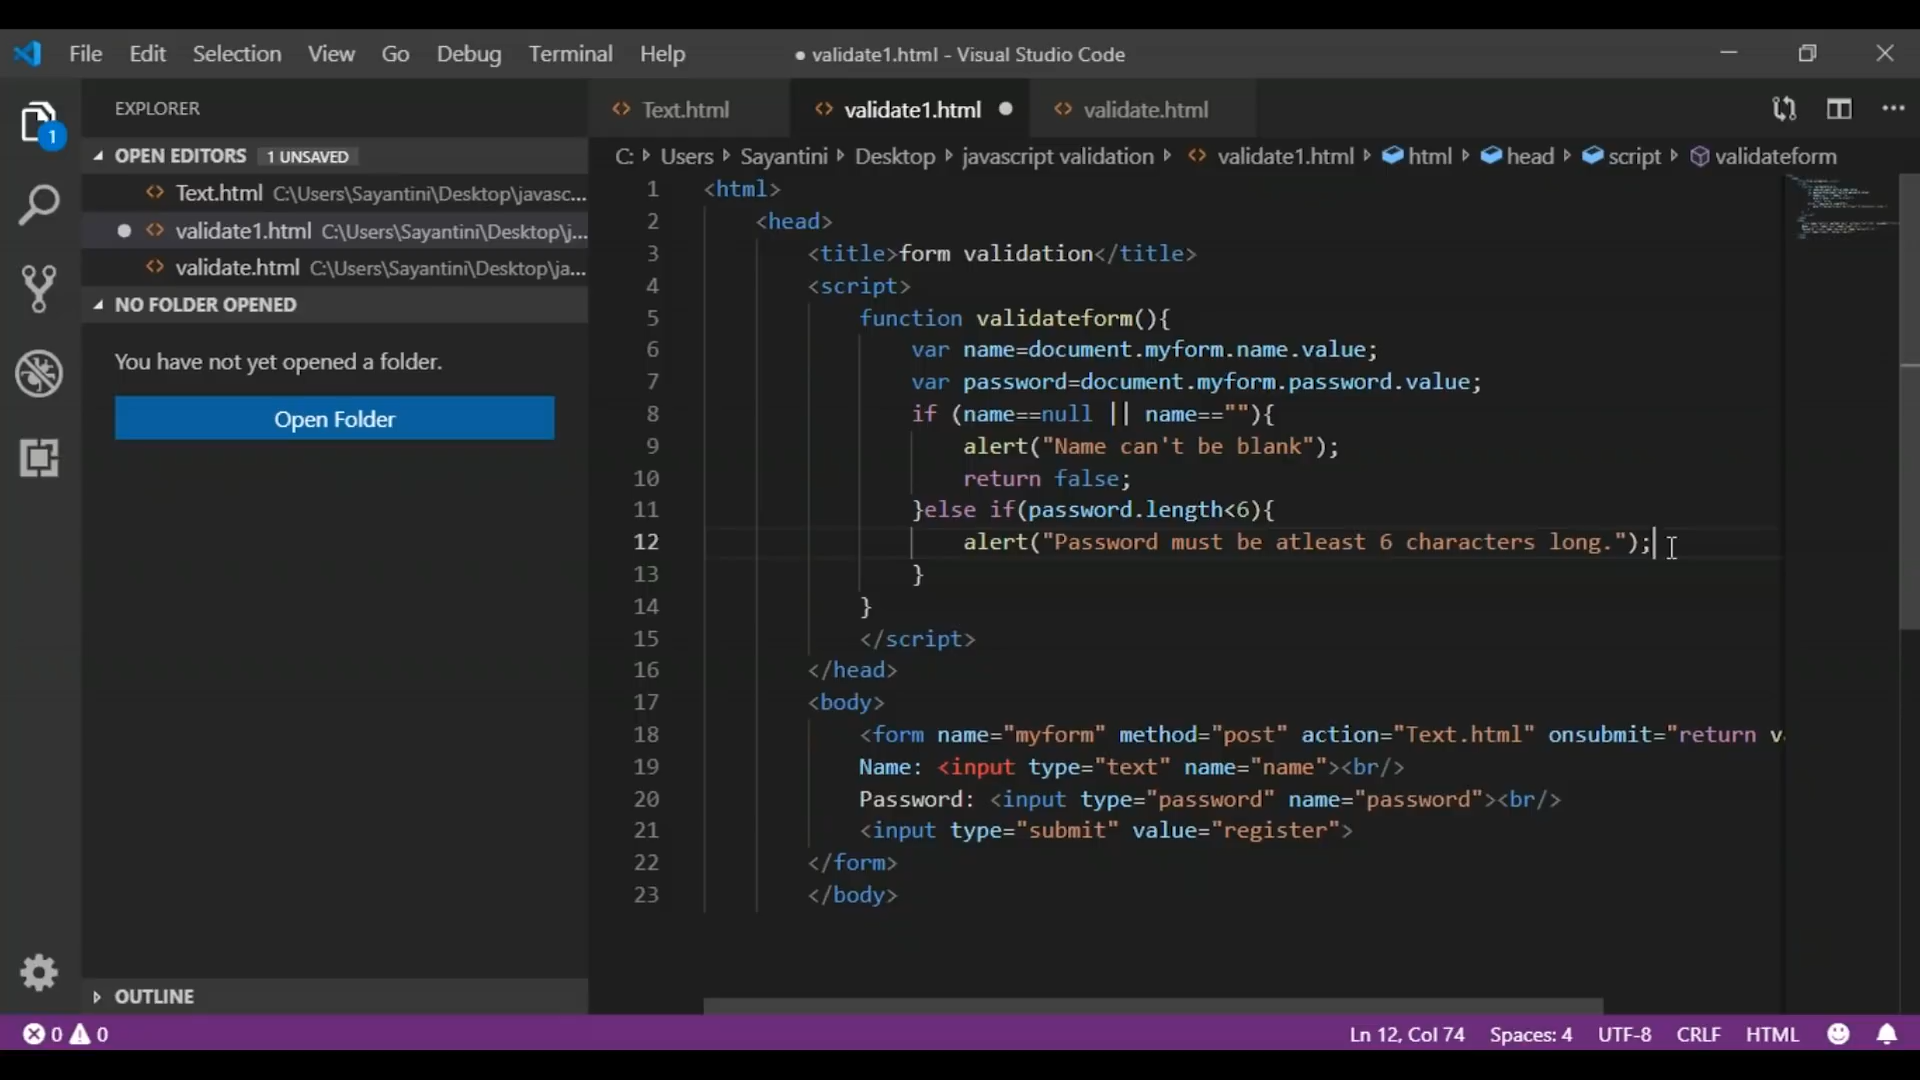 File Edit Selection View Go Debug Terminal Help ● validate1.html - Visual Studio Code
EXPLORER
Text.html validate1.html validate.html
OPEN EDITORS 1 UNSAVED
C: Users Sayantini Desktop javascript validation validate1.html html head script validateform
Text.html C:\Users\Sayantini\Desktop\javasc...
validate1.html C:\Users\Sayantini\Desktop\j...
validate.html C:\Users\Sayantini\Desktop\ja...
NO FOLDER OPENED
You have not yet opened a folder.
Open Folder
OUTLINE
1
1 <html>
2 <head>
3 <title>form validation</title>
4 <script>
5 function validateform(){
6 var name=document.myform.name.value;
7 var password=document.myform.password.value;
8 if (name==null || name==""){
9 alert("Name can't be blank");
10 return false;
11 }else if(password.length<6){
12 alert("Password must be atleast 6 characters long.");
13 }
14 }
15 </script>
16 </head>
17 <body>
18 <form name="myform" method="post" action="Text.html" onsubmit="return v
19 Name: <input type="text" name="name"><br/>
20 Password: <input type="password" name="password"><br/>
21 <input type="submit" value="register">
22 </form>
23 </body>
0 0 Ln 12, Col 74 Spaces: 4 UTF-8 CRLF HTML